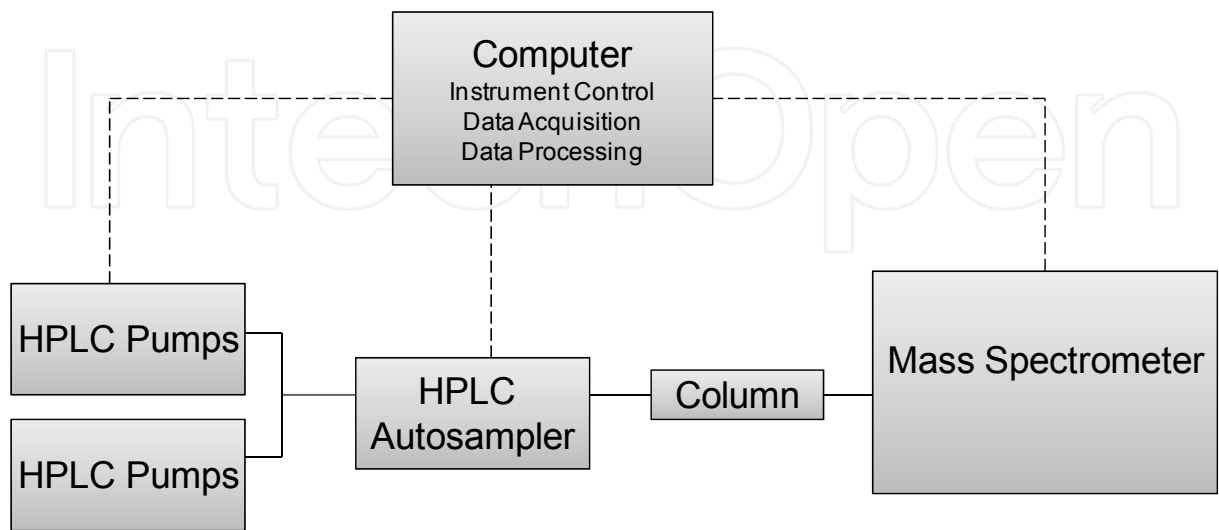 IntechOpen
Computer
Instrument Control
Data Acquisition
Data Processing
HPLC Pumps
HPLC Pumps
HPLC
Autosampler
Column
Mass Spectrometer